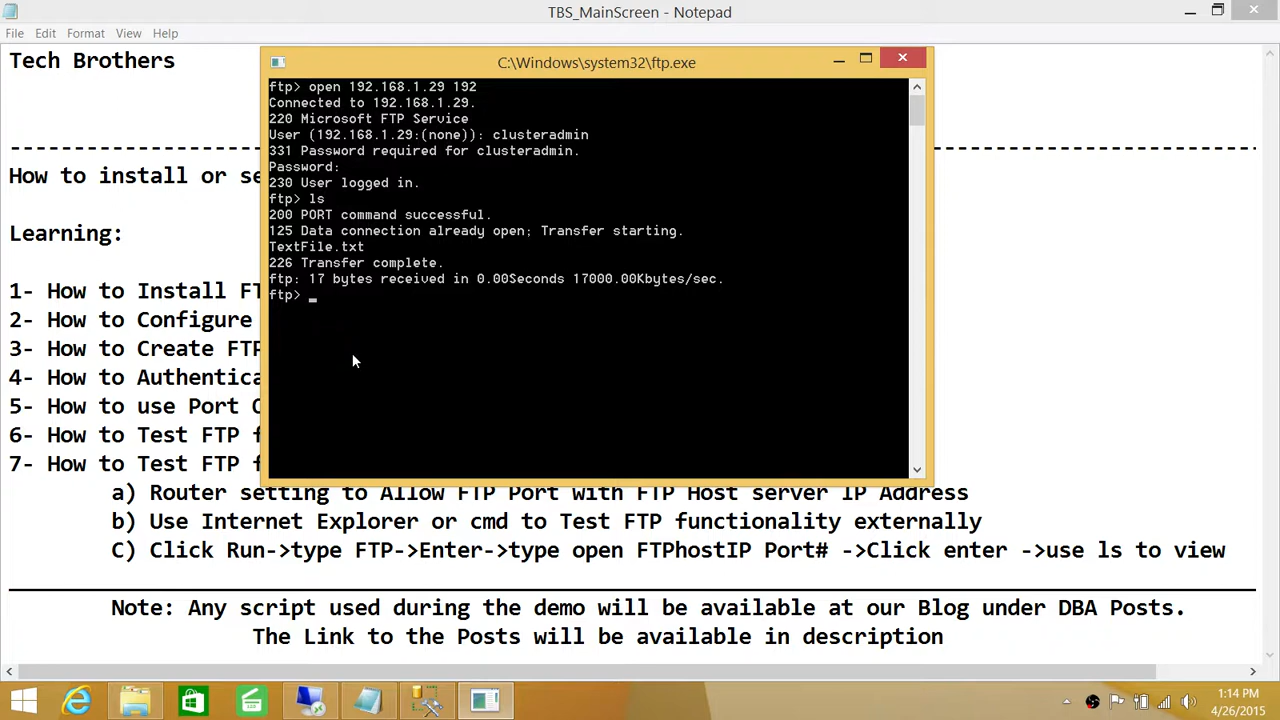 TBS_MainScreen - Notepad
File Edit Format View Help
Tech Brothers
C:\Windows\system32\ftp.exe
ftp> open 192.168.1.29 192
Connected to 192.168.1.29.
220 Microsoft FTP Service
User (192.168.1.29:(none)): clusteradmin
331 Password required for clusteradmin.
Password:
230 User logged in.
ftp> ls
200 PORT command successful.
125 Data connection already open; Transfer starting.
TextFile.txt
226 Transfer complete.
ftp: 17 bytes received in 0.00Seconds 17000.00Kbytes/sec.
ftp>
How to install or se
Learning:
1- How to Install FT
2- How to Configure
3- How to Create FTP
4- How to Authentica
5- How to use Port
6- How to Test FTP f
7- How to Test FTP f
a) Router setting to Allow FTP Port with FTP Host server IP Address
b) Use Internet Explorer or cmd to Test FTP functionality externally
C) Click Run->type FTP->Enter->type open FTPhostIP Port# ->Click enter ->use ls to view
Note: Any script used during the demo will be available at our Blog under DBA Posts.
The Link to the Posts will be available in description
1:14 PM
4/26/2015